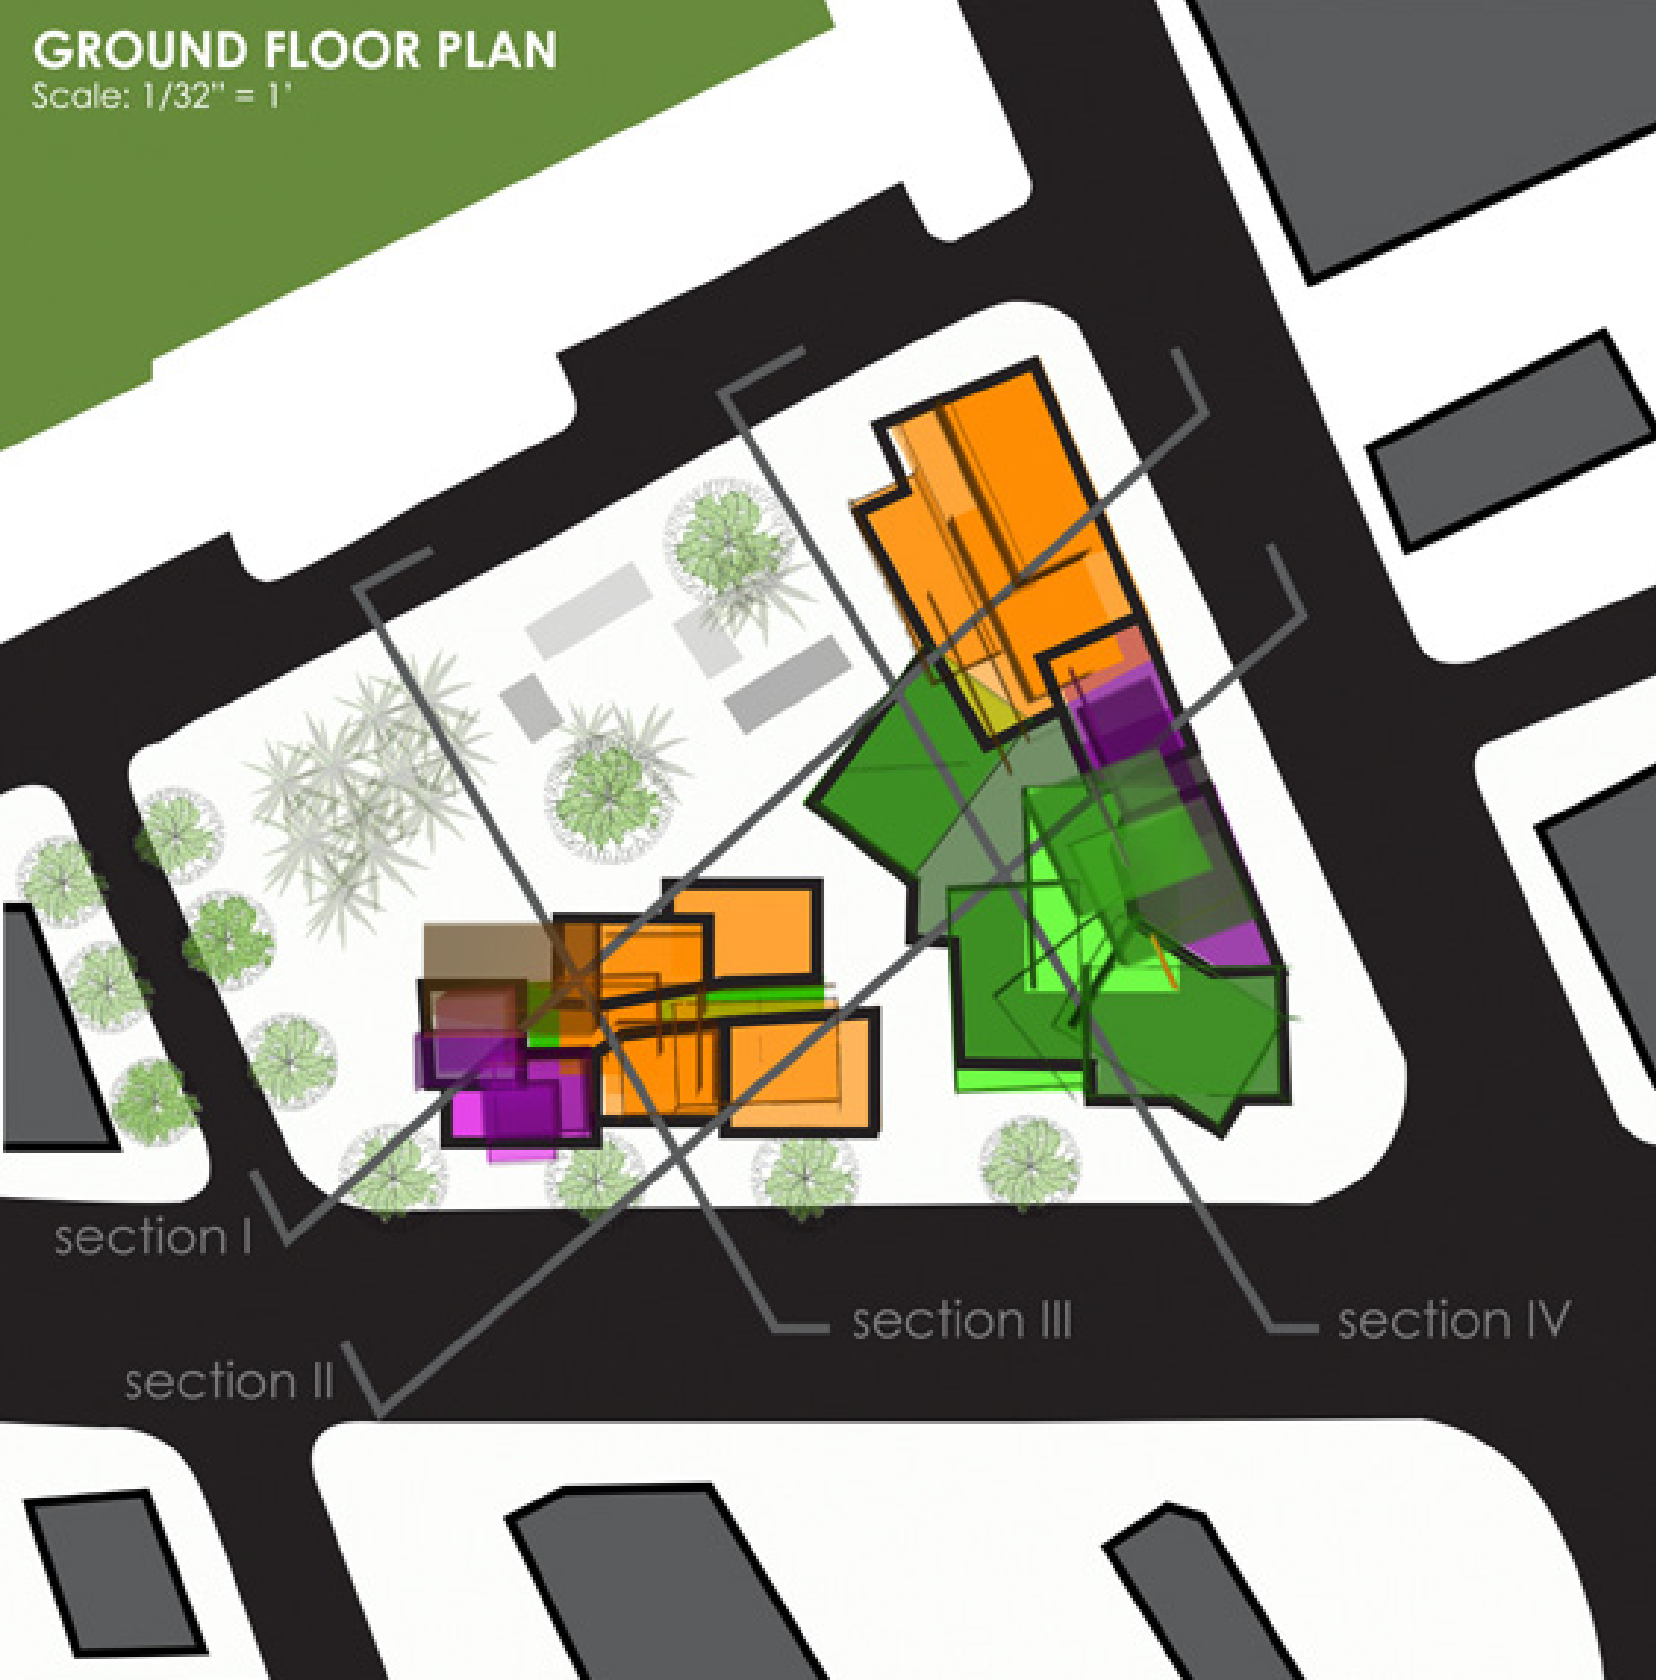 GROUND FLOOR PLAN
Scale: 1/32" = 1'
section I
section III
section IV
section II